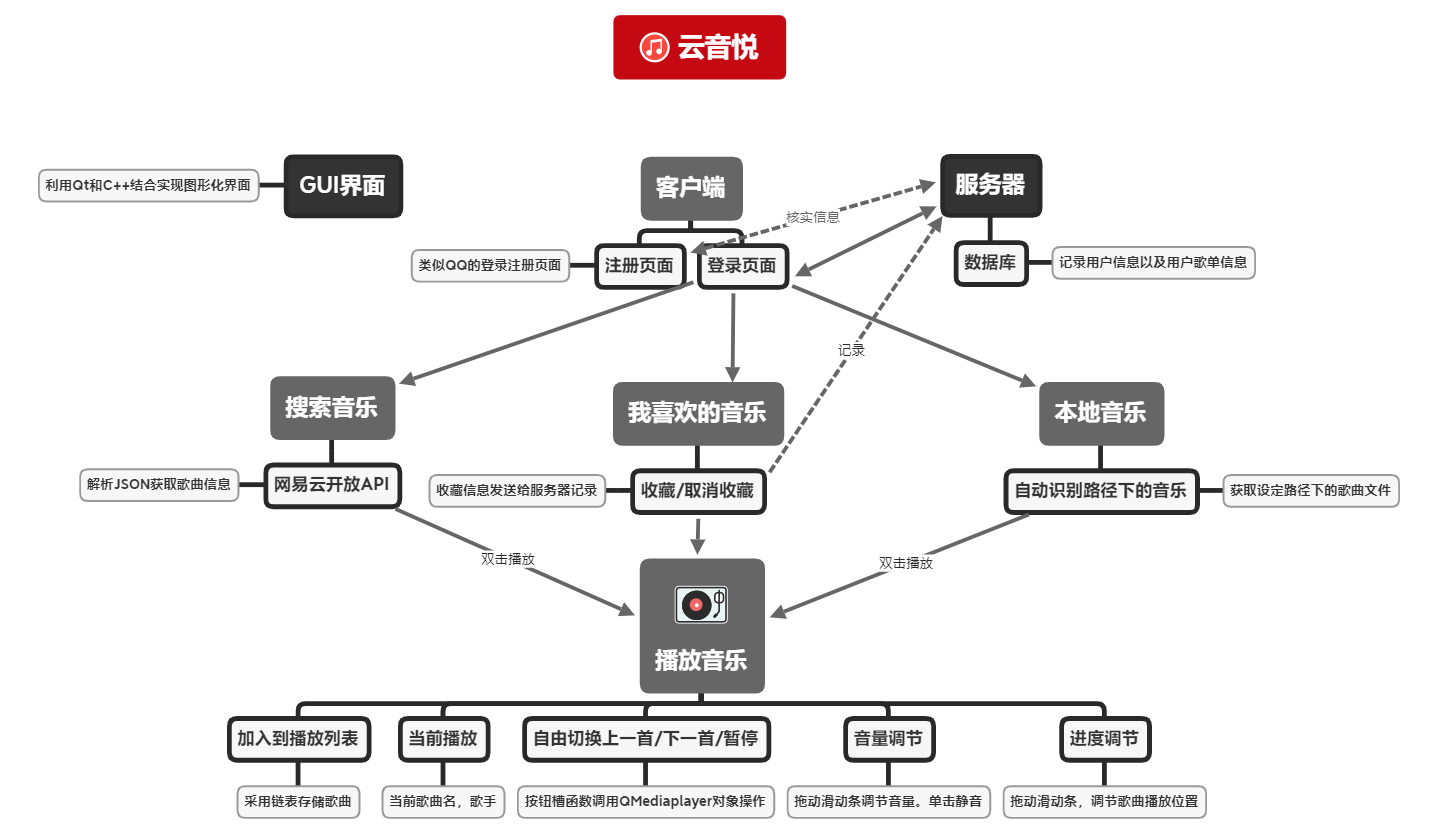 云音悦
利用Qt和C++结合实现图形化界面
GUI界面
客户端
服务器
核实信息
类似QQ的登录注册页面
注册页面
登录页面
数据库
记录用户信息以及用户歌单信息
记录
搜索音乐
我喜欢的音乐
本地音乐
解析JSON获取歌曲信息
网易云开放API
收藏信息发送给服务器记录
收藏/取消收藏
自动识别路径下的音乐
获取设定路径下的歌曲文件
双击播放
双击播放
播放音乐
加入到播放列表
当前播放
自由切换上一首/下一首/暂停
音量调节
进度调节
采用链表存储歌曲
当前歌曲名，歌手
按钮槽函数调用QMediaplayer对象操作
拖动滑动条调节音量。单击静音
拖动滑动条，调节歌曲播放位置